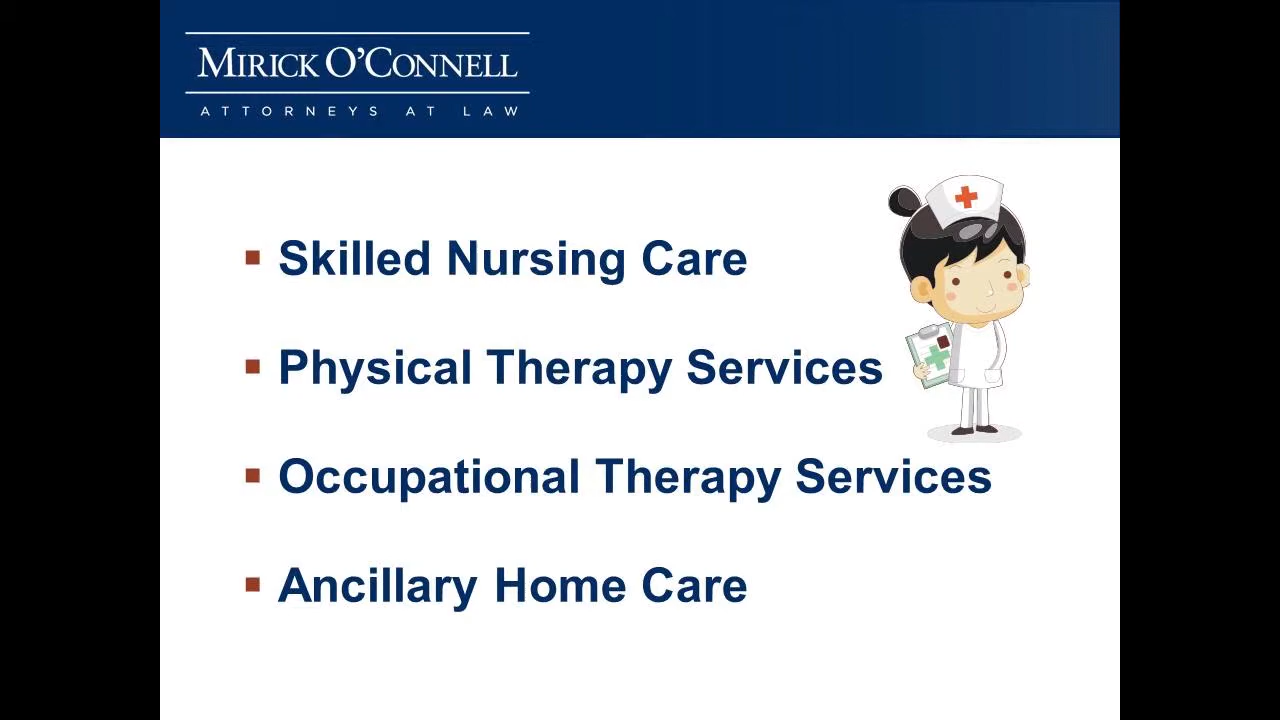 MIRICK O'CONNELL
ATTORNEYS AT LAW
Skilled Nursing Care
Physical Therapy Services
Occupational Therapy Services
Ancillary Home Care